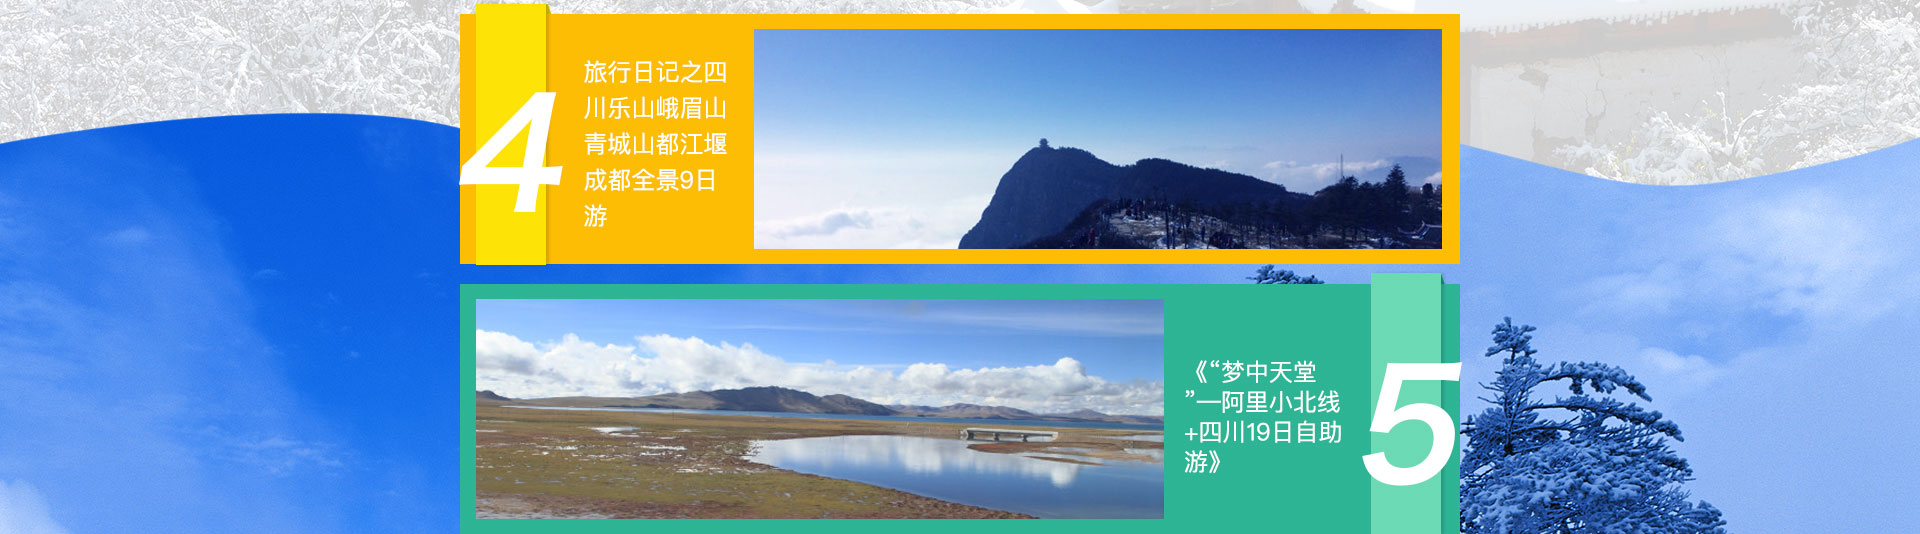 4
旅行日记之四
川乐山峨眉山
青城山都江堰
成都全景9日
游
《“梦中天堂
”—阿里小北线
+四川19日自助
游》
5